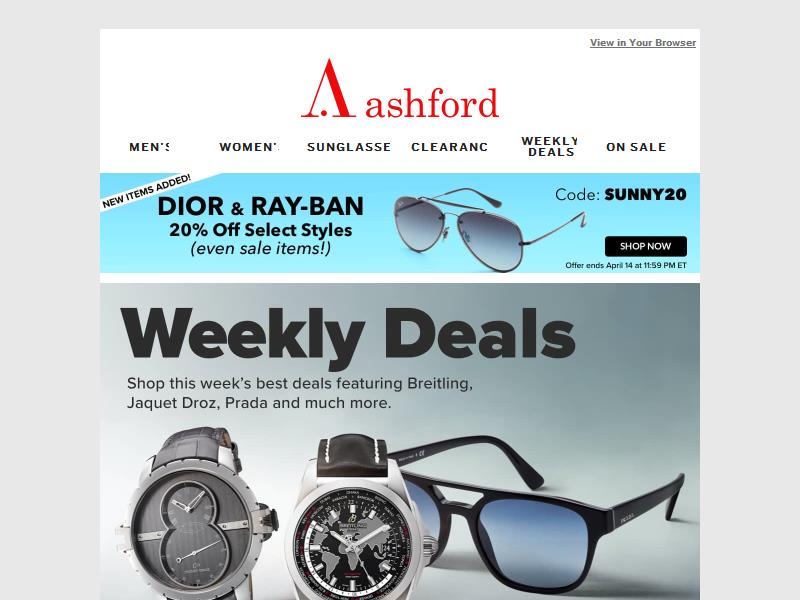 View in Your Browser
ashford
MEN'S
WOMEN'
SUNGLASSE
CLEARANC
WEEKLY
DEALS
ON SALE
NEW ITEMS ADDED!
DIOR & RAY-BAN
20% Off Select Styles
(even sale items!)
Code: SUNNY20
SHOP NOW
Offer ends April 14 at 11:59 PM ET
Weekly Deals
Shop this week's best deals featuring Breitling,
Jaquet Droz, Prada and much more.
BREITLING
PRADA